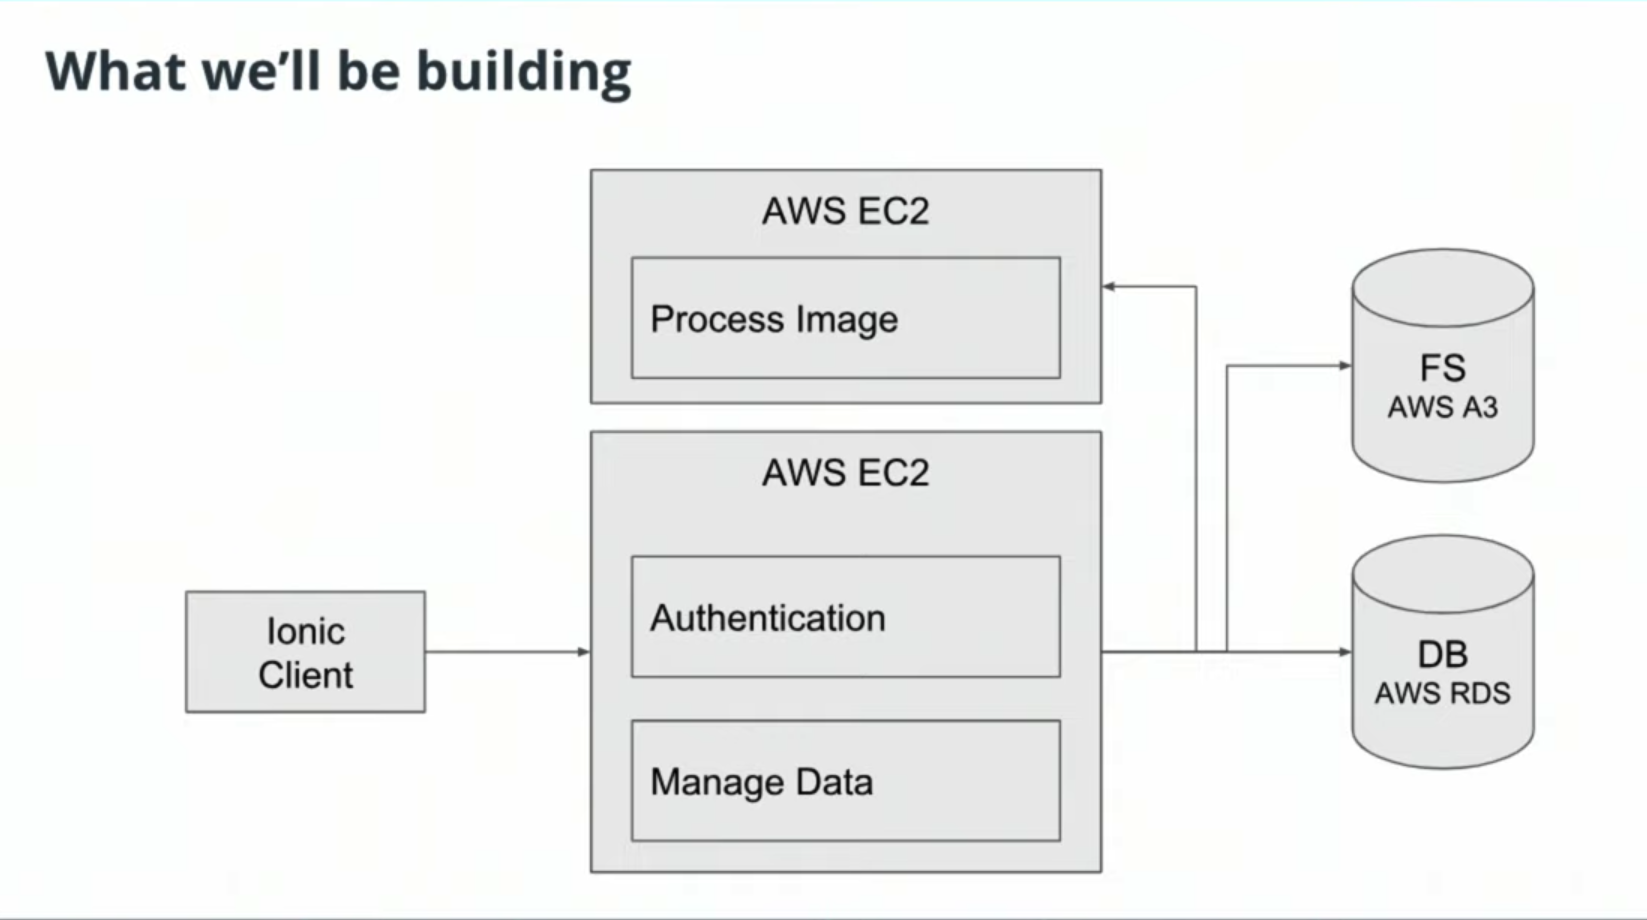 What we'll be building
AWS EC2
Process Image
AWS EC2
Authentication
Manage Data
Ionic
Client
FS
AWS A3
DB
AWS RDS